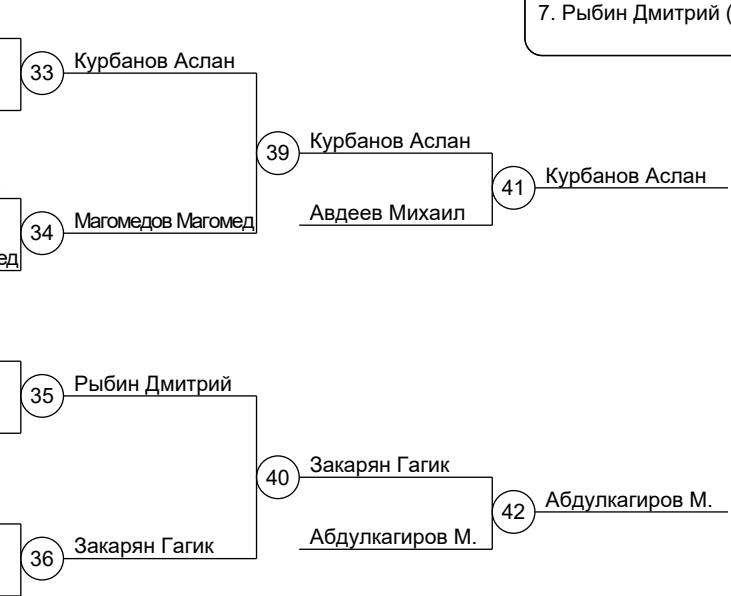 7. Рыбин Дмитрий (
33
Курбанов Аслан
39
Курбанов Аслан
41
Курбанов Аслан
Авдеев Михаил
34
Магомедов Магомед
35
Рыбин Дмитрий
40
Закарян Гагик
42
Абдулкагиров М.
Абдулкагиров М.
36
Закарян Гагик